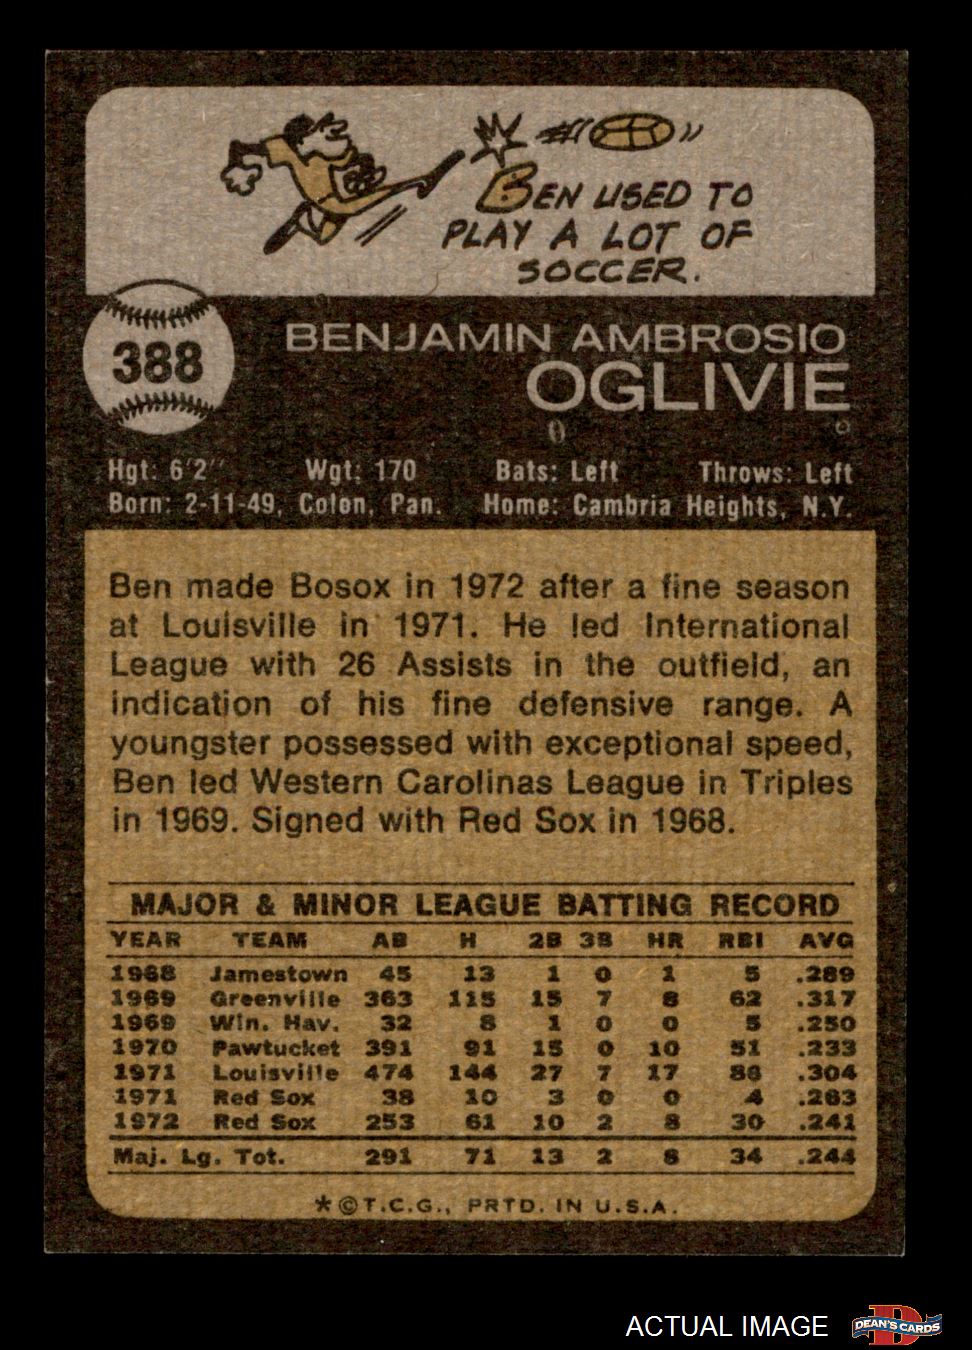 BEN USED TO
PLAY A LOT OF
SOCCER.
388
BENJAMIN AMBROSIO
OGLIVIE
Hgt: 6'2" Wgt: 170 Bats: Left Throws: Left
Born: 2-11-49, Colon, Pan. Home: Cambria Heights, N.Y.
Ben made Bosox in 1972 after a fine season
at Louisville in 1971. He led International
League with 26 Assists in the outfield, an
indication of his fine defensive range. A
youngster possessed with exceptional speed,
Ben led Western Carolinas League in Triples
in 1969. Signed with Red Sox in 1968.
MAJOR & MINOR LEAGUE BATTING RECORD
YEAR TEAM AB H 2B 3B HR RBI AVG
1968 Jamestown 45 13 1 0 1 5 .289
1969 Greenville 363 115 15 7 8 62 .317
1969 Win. Hav. 32 8 1 0 0 5 .250
1970 Pawtucket 391 91 15 0 10 51 .233
1971 Louisville 474 144 27 7 17 86 .304
1971 Red Sox 38 10 3 0 0 4 .263
1972 Red Sox 253 61 10 2 8 30 .241
Maj. Lg. Tot. 291 71 13 2 8 34 .244
*©T.C.G., PRTD. IN U.S.A.
ACTUAL IMAGE
D
DEAN'S CARDS